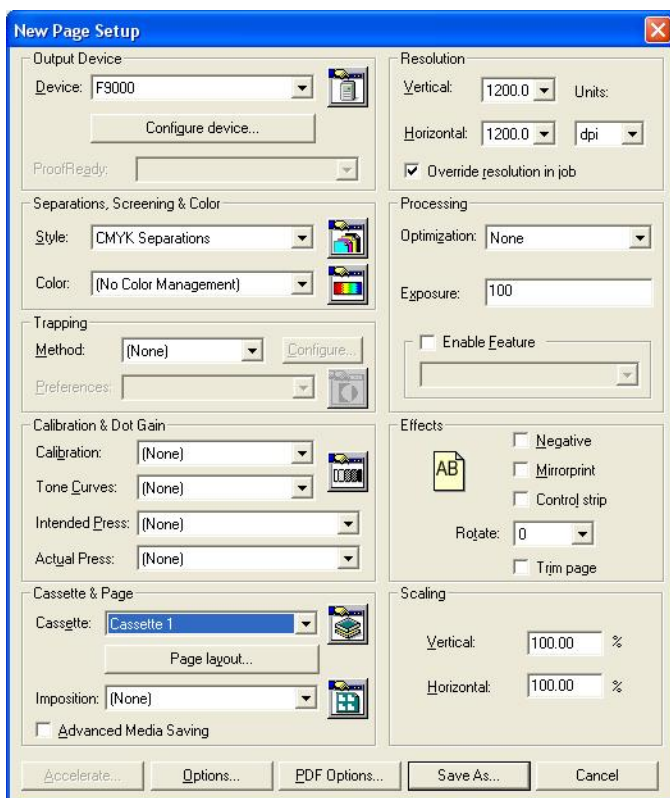 New Page Setup
Output Device
Device: F9000
Configure device...
ProofReady:
Separations, Screening & Color
Style: CMYK Separations
Color: (No Color Management)
Trapping
Method: (None) Configure...
Preferences:
Calibration & Dot Gain
Calibration: (None)
Tone Curves: (None)
Intended Press: (None)
Actual Press: (None)
Cassette & Page
Cassette: Cassette 1
Page layout...
Imposition: (None)
Advanced Media Saving
Resolution
Vertical: 1200.0 Units:
Horizontal: 1200.0 dpi
Override resolution in job
Processing
Optimization: None
Exposure: 100
Enable Feature
Effects
AB
Negative
Mirrorprint
Control strip
Rotate: 0
Trim page
Scaling
Vertical: 100.00 %
Horizontal: 100.00 %
Accelerate... Options... PDF Options... Save As... Cancel